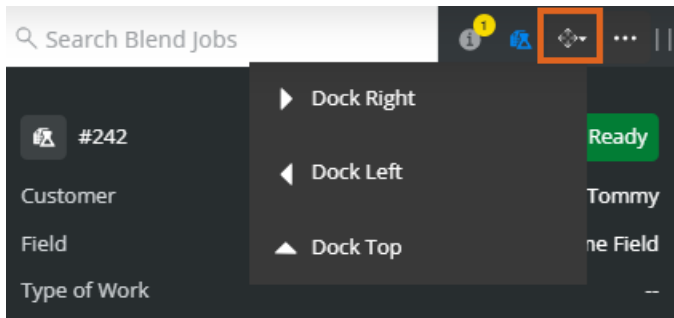 Search Blend Jobs
1
Dock Right
#242
Ready
Dock Left
Customer
Tommy
Field
Field
Dock Top
Type of Work
--